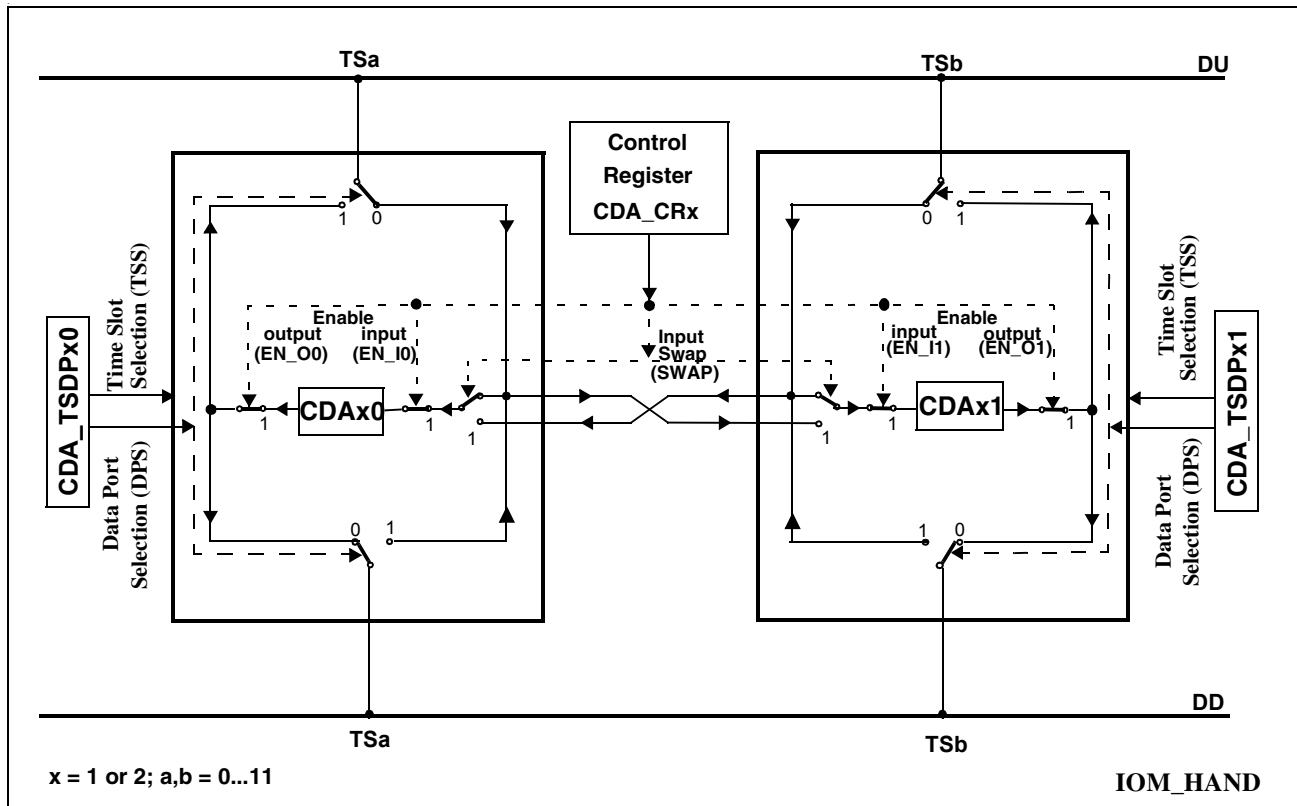 TSa
TSb
DU
Control
Register
CDA_CRx
1
0
0
1
Time Slot
Selection (TSS)
Time Slot
Selection (TSS)
Enable
output
(EN_O0)
input
(EN_I0)
Input
Swap
(SWAP)
Enable
input
(EN_I1)
output
(EN_O1)
CDA_TSDPx0
CDA_TSDPx1
CDAx0
CDAx1
1
1
1
1
1
1
Data Port
Selection (DPS)
Data Port
Selection (DPS)
0
1
1
0
DD
TSa
TSb
x = 1 or 2; a,b = 0...11
IOM_HAND